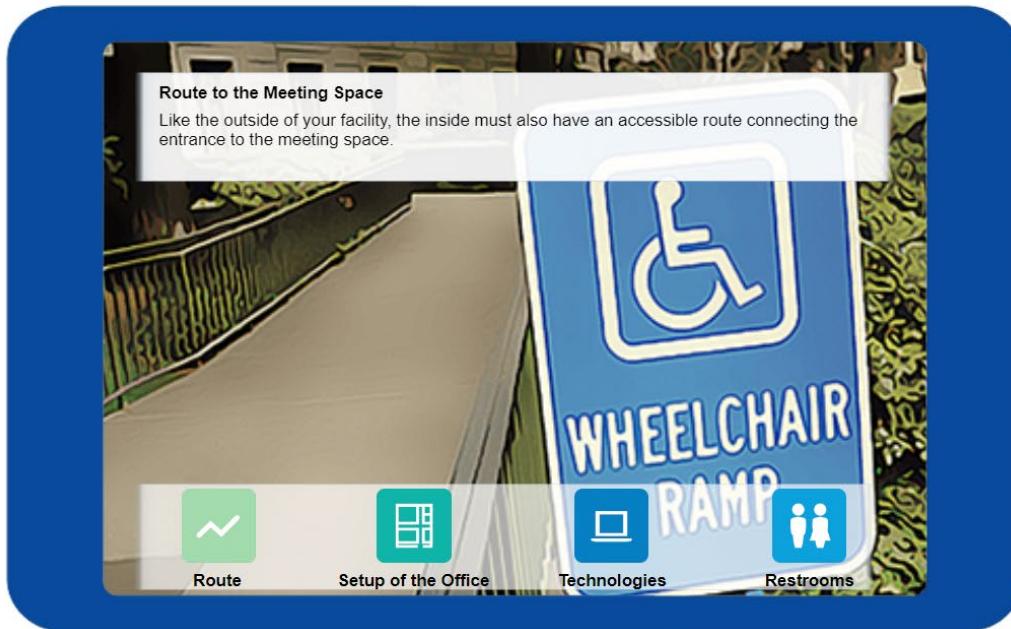 Route to the Meeting Space
Like the outside of your facility, the inside must also have an accessible route connecting the
entrance to the meeting space.
WHEELCHAIR
RAMP
Route
Setup of the Office
Technologies
Restrooms